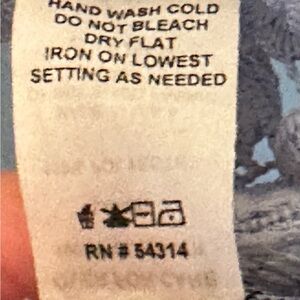 HAND WASH COLD
DO NOT BLEACH
DRY FLAT
IRON ON LOWEST
SETTING AS NEEDED
RN # 54314